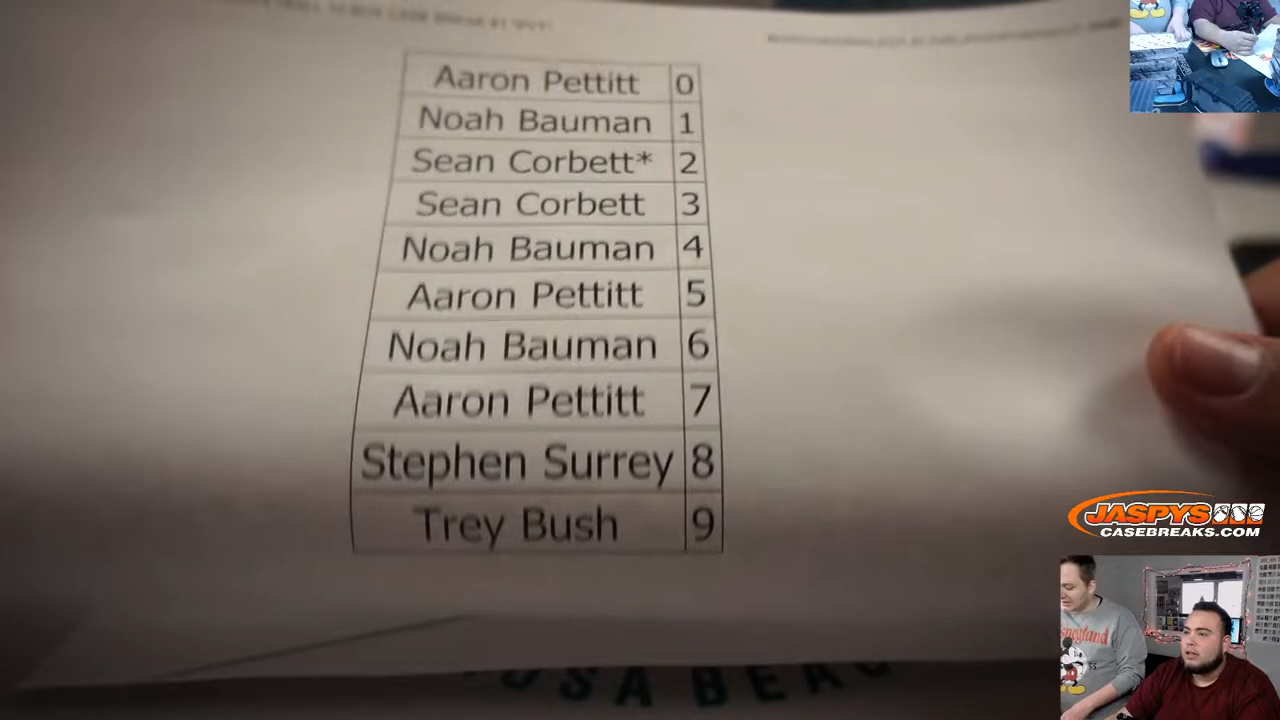 Aaron Pettitt 0
Noah Bauman 1
Sean Corbett* 2
Sean Corbett 3
Noah Bauman 4
Aaron Pettitt 5
Noah Bauman 6
Aaron Pettitt 7
Stephen Surrey 8
Trey Bush 9
JASPYS
CASEBREAKS.COM